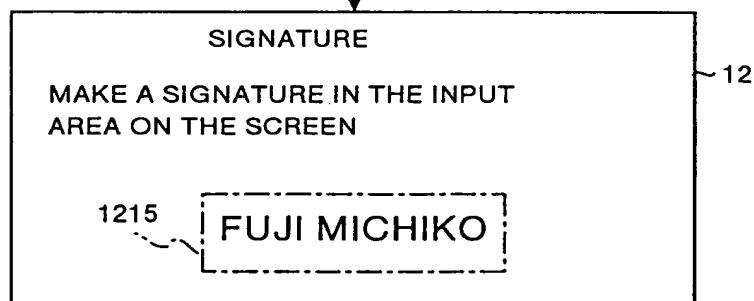 SIGNATURE
12
MAKE A SIGNATURE IN THE INPUT
AREA ON THE SCREEN
1215
FUJI MICHIKO